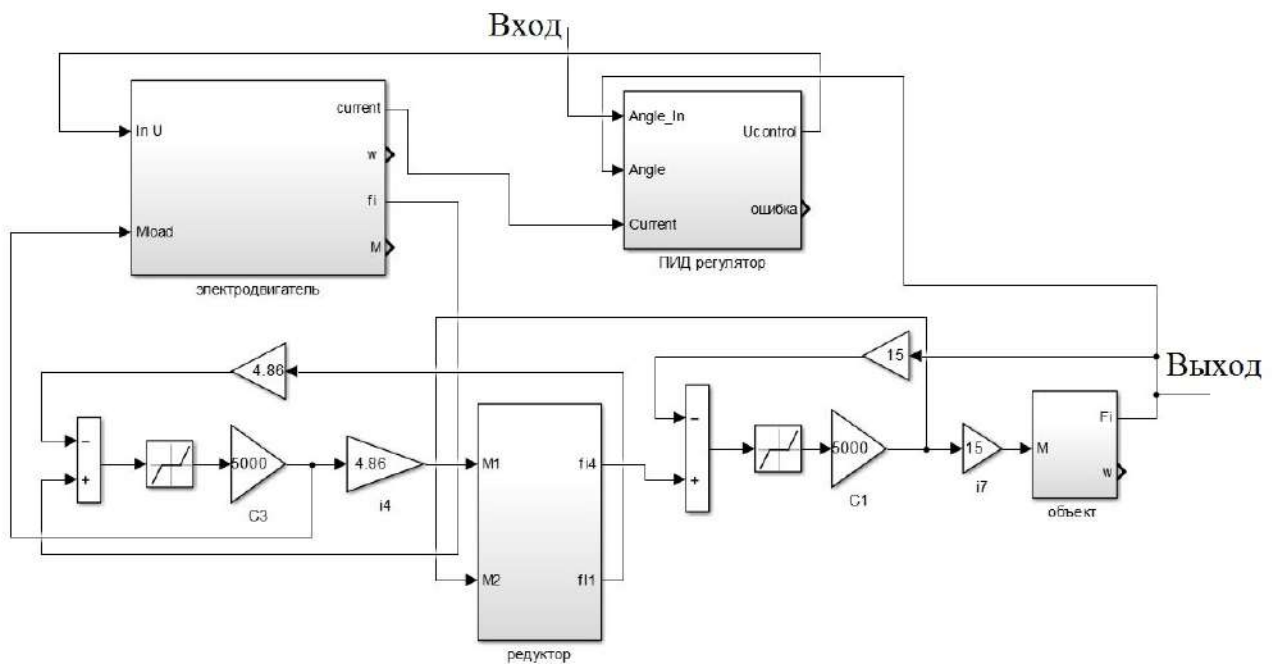 Вход
In U
Mload
current
w
fi
M
электродвигатель
Angle_In
Angle
Current
Ucontrol
ошибка
ПИД регулятор
4.86
15
Выход
5000
C3
4.86
i4
M1
M2
fi4
fi1
редуктор
5000
C1
15
i7
M
Fi
w
объект